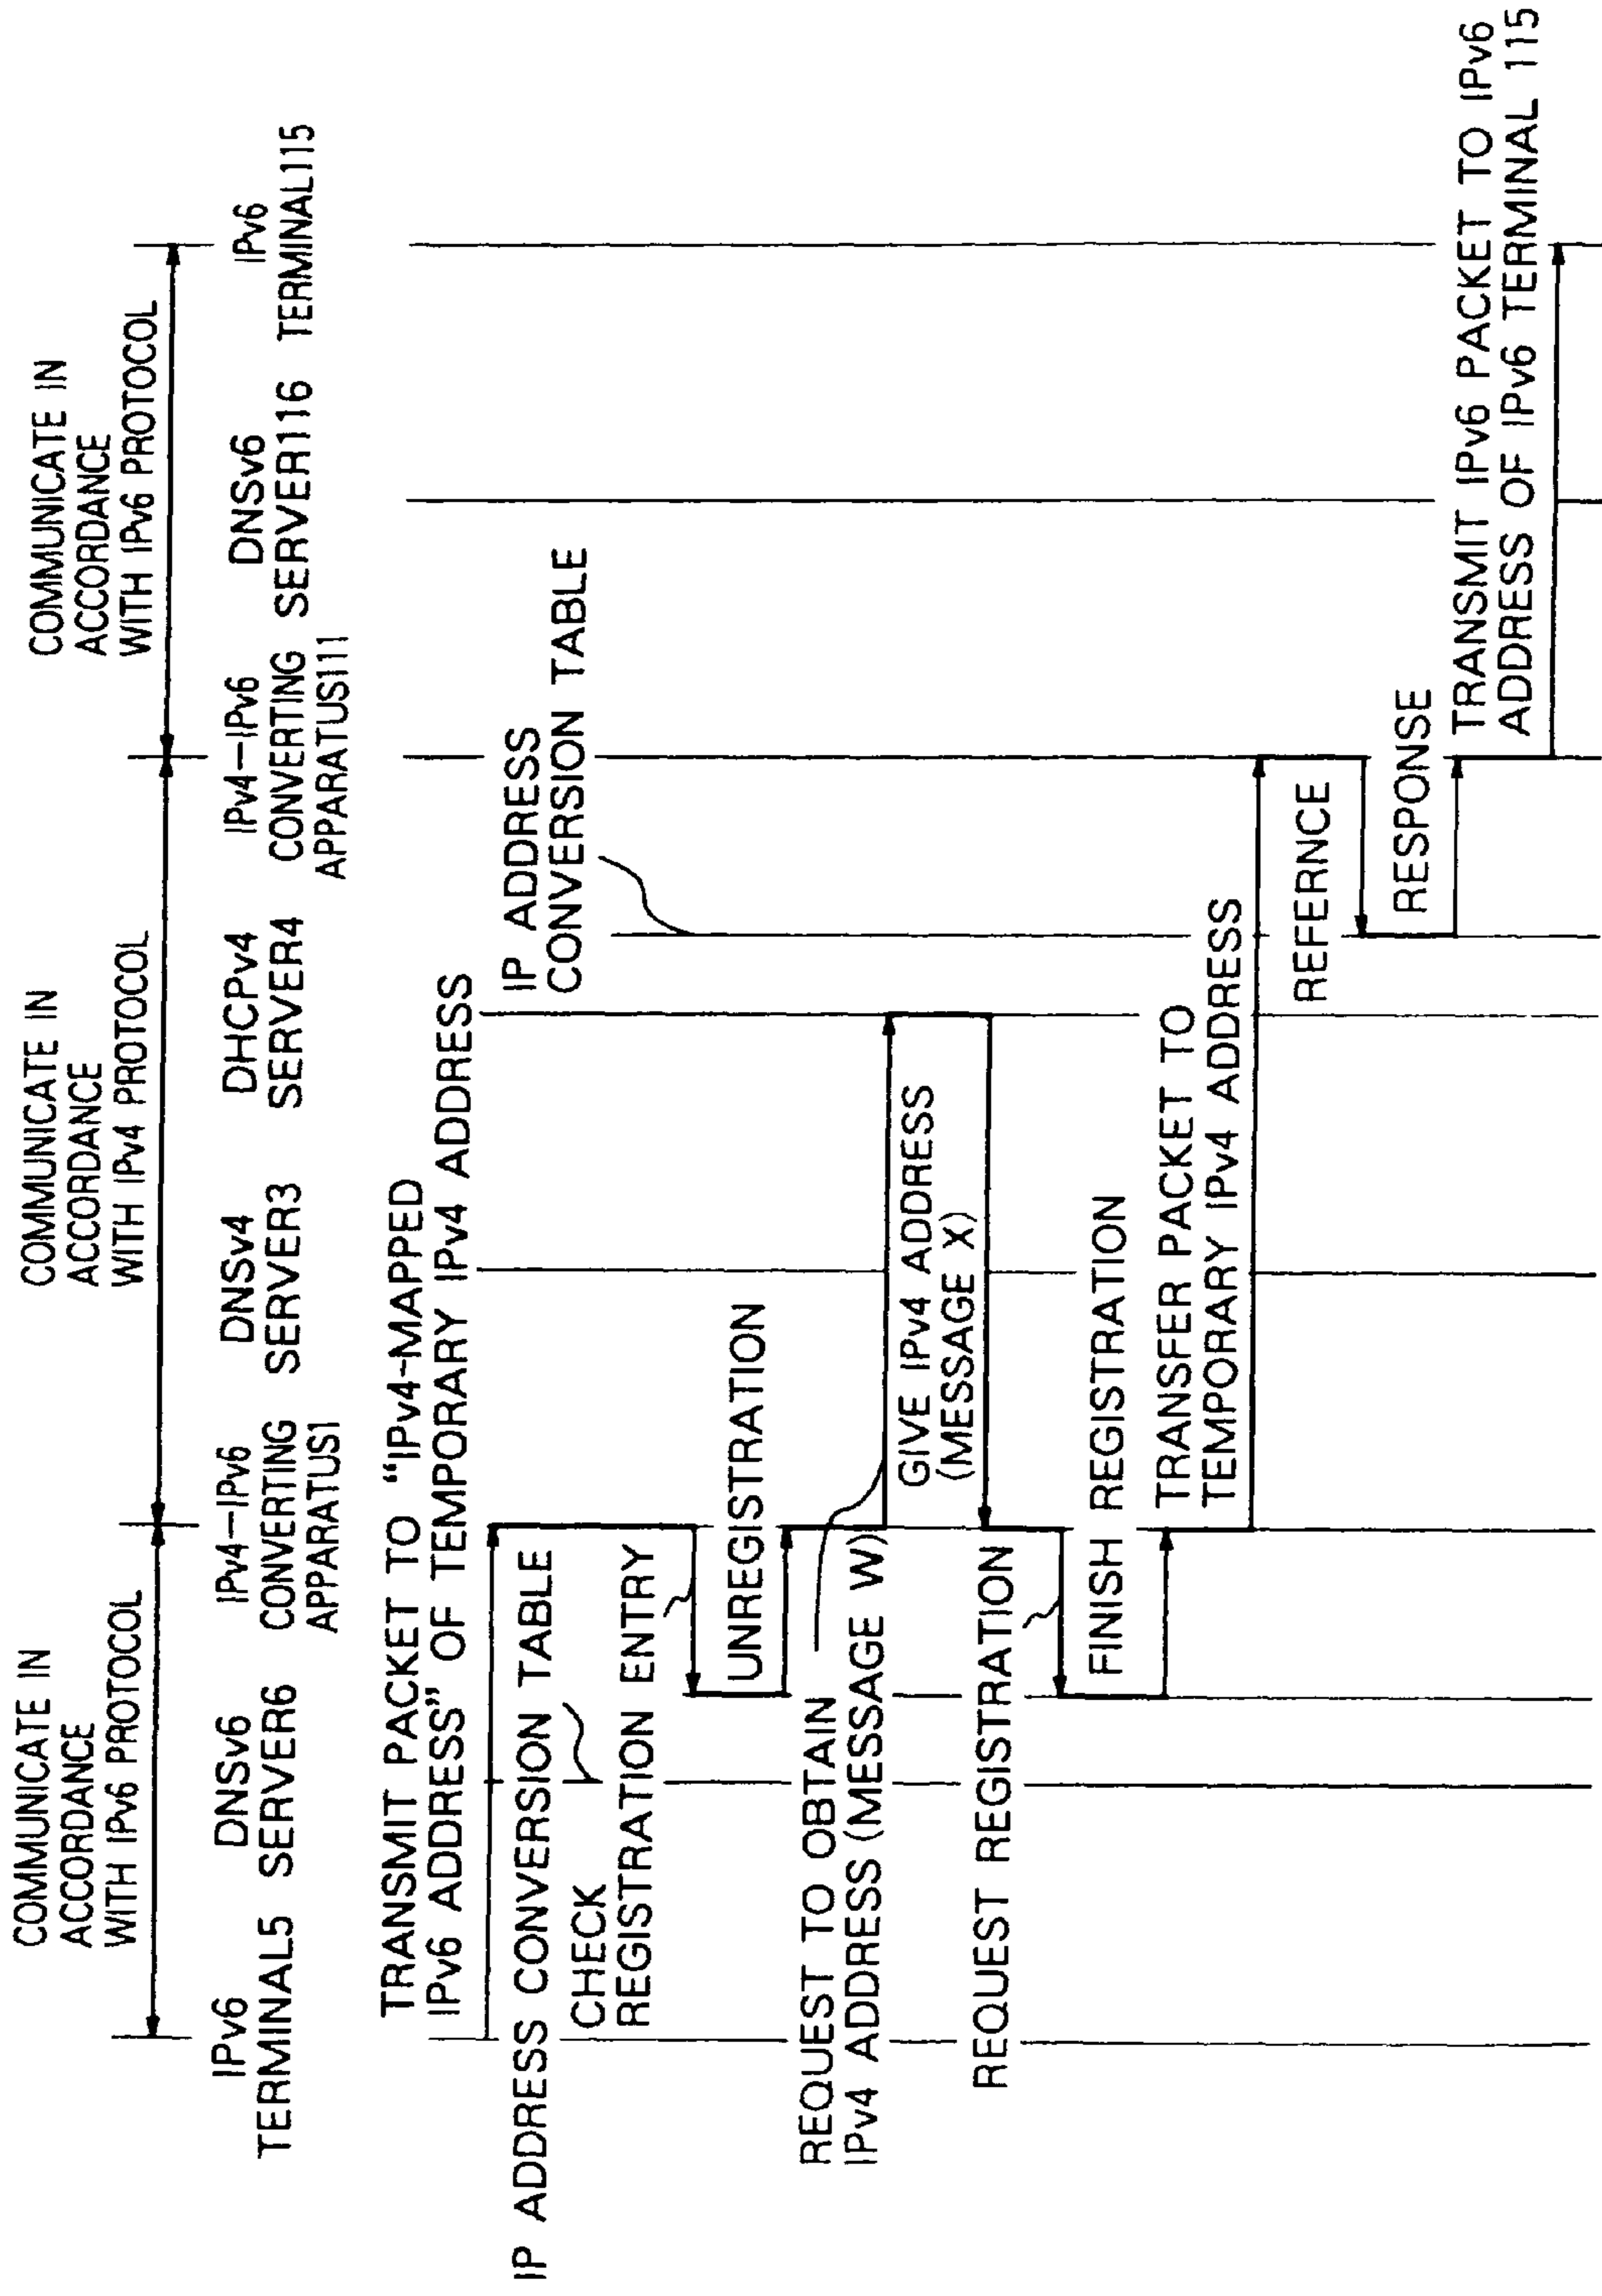 COMMUNICATE IN
ACCORDANCE
WITH IPv6 PROTOCOL
COMMUNICATE IN
ACCORDANCE
WITH IPv4 PROTOCOL
COMMUNICATE IN
ACCORDANCE
WITH IPv6 PROTOCOL
IPv6
TERMINAL5
DNSv6
SERVER6
IPv4-IPv6
CONVERTING
APPARATUS1
DNSv4
SERVER3
DHCPv4
SERVER4
IPv4-IPv6
CONVERTING
APPARATUS111
DNSv6
SERVER116
IPv6
TERMINAL115
TRANSMIT PACKET TO "IPv4-MAPPED
IPv6 ADDRESS" OF TEMPORARY IPv4 ADDRESS
IP ADDRESS CONVERSION TABLE
IP ADDRESS
CONVERSION TABLE
CHECK
REGISTRATION ENTRY
UNREGISTRATION
REQUEST TO OBTAIN
IPv4 ADDRESS (MESSAGE W)
GIVE IPv4 ADDRESS
(MESSAGE X)
REQUEST REGISTRATION
FINISH REGISTRATION
TRANSFER PACKET TO
TEMPORARY IPv4 ADDRESS
REFERNCE
RESPONSE
TRANSMIT IPv6 PACKET TO IPv6
ADDRESS OF IPv6 TERMINAL 115